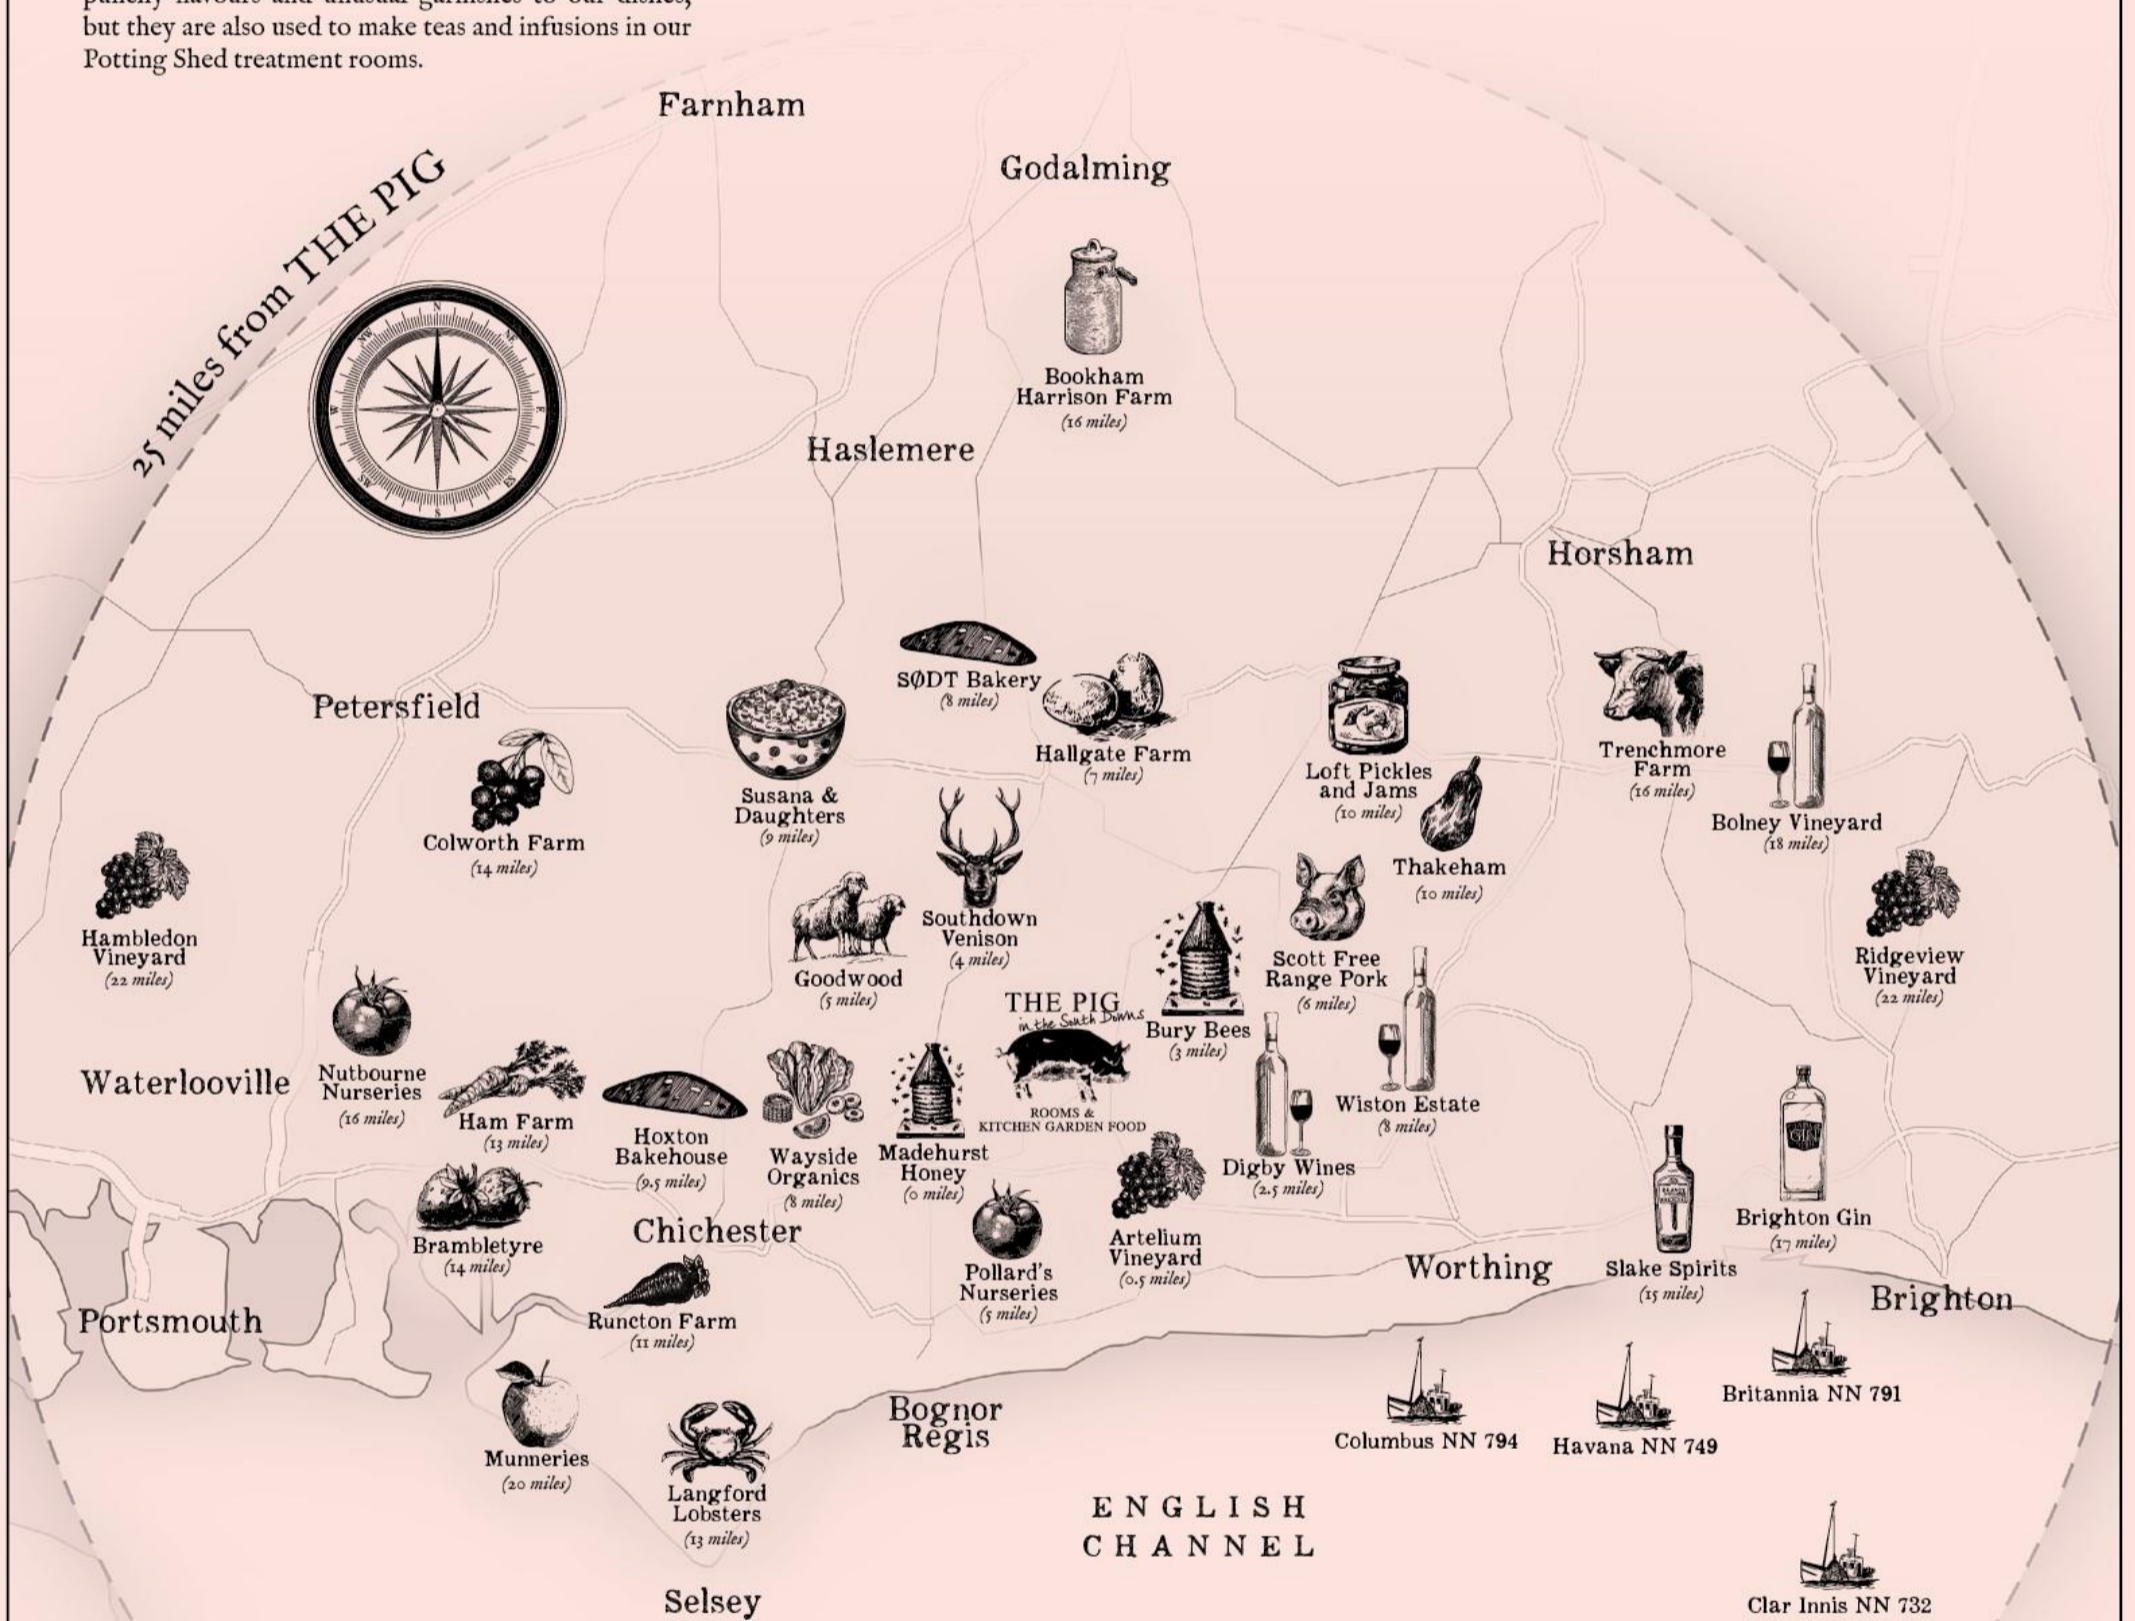 but they are also used to make teas and infusions in our
Potting Shed treatment rooms.
Farnham
25 miles from THE PIG
Godalming
N
NE
E
ES
S
SW
W
NW
Bookham
Harrison Farm
(16 miles)
Haslemere
Horsham
Petersfield
SØDT Bakery
(8 miles)
Hallgate Farm
(7 miles)
Loft Pickles
and Jams
(10 miles)
Trenchmore
Farm
(16 miles)
Bolney Vineyard
(18 miles)
Susana &
Daughters
(9 miles)
Colworth Farm
(14 miles)
Thakeham
(10 miles)
Hambledon
Vineyard
(22 miles)
Southdown
Venison
(4 miles)
Goodwood
(5 miles)
Scott Free
Range Pork
(6 miles)
Ridgeview
Vineyard
(22 miles)
THE PIG
in the South Downs
ROOMS &
KITCHEN GARDEN FOOD
Bury Bees
(3 miles)
Waterlooville
Nutbourne
Nurseries
(16 miles)
Ham Farm
(13 miles)
Hoxton
Bakehouse
(9.5 miles)
Wayside
Organics
(8 miles)
Madehurst
Honey
(0 miles)
Digby Wines
(2.5 miles)
Wiston Estate
(8 miles)
Brambletyre
(14 miles)
Chichester
Pollard's
Nurseries
(5 miles)
Artelium
Vineyard
(0.5 miles)
Worthing
Slake Spirits
(15 miles)
GIN
Brighton Gin
(17 miles)
Brighton
Portsmouth
Runcton Farm
(11 miles)
Munneries
(20 miles)
Langford
Lobsters
(13 miles)
Bognor
Regis
Columbus NN 794
Havana NN 749
Britannia NN 791
ENGLISH
CHANNEL
Clar Innis NN 732
Selsey